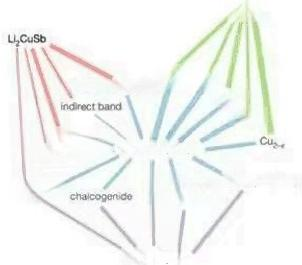 Li₂CuSb
indirect band
Cu₂₋ₓ
chalcogenide